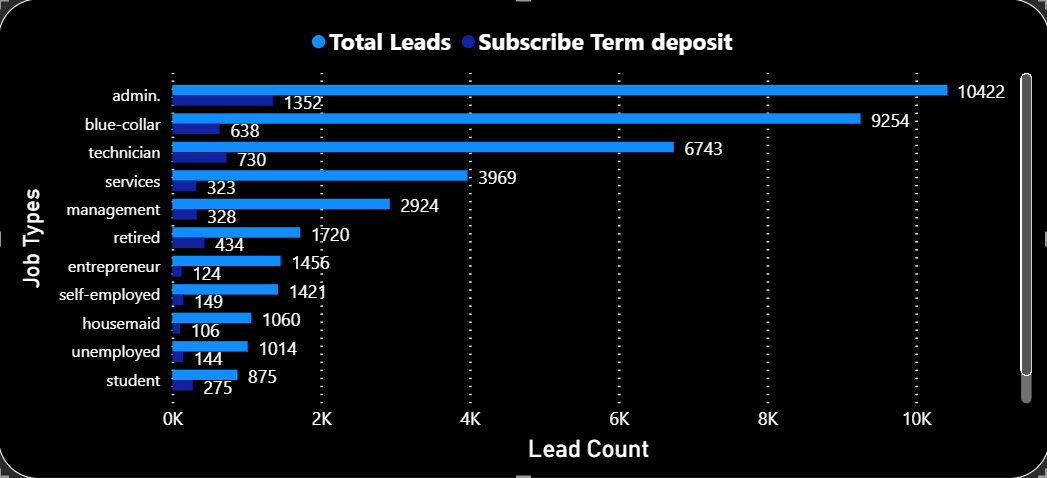 Total Leads Subscribe Term deposit
admin. 10422
1352
blue-collar 9254
638
technician 6743
730
services 3969
323
management 2924
328
retired 1720
434
entrepreneur 1456
124
self-employed 1421
149
housemaid 1060
106
unemployed 1014
144
student 875
275
Job Types
0K 2K 4K 6K 8K 10K
Lead Count